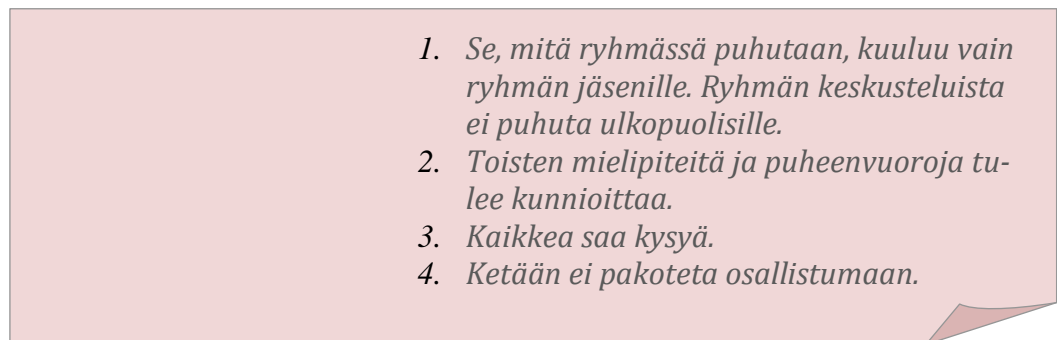 1. Se, mitä ryhmässä puhutaan, kuuluu vain
ryhmän jäsenille. Ryhmän keskusteluista
ei puhuta ulkopuolisille.
2. Toisten mielipiteitä ja puheenvuoroja tu-
lee kunnioittaa.
3. Kaikkea saa kysyä.
4. Ketään ei pakoteta osallistumaan.